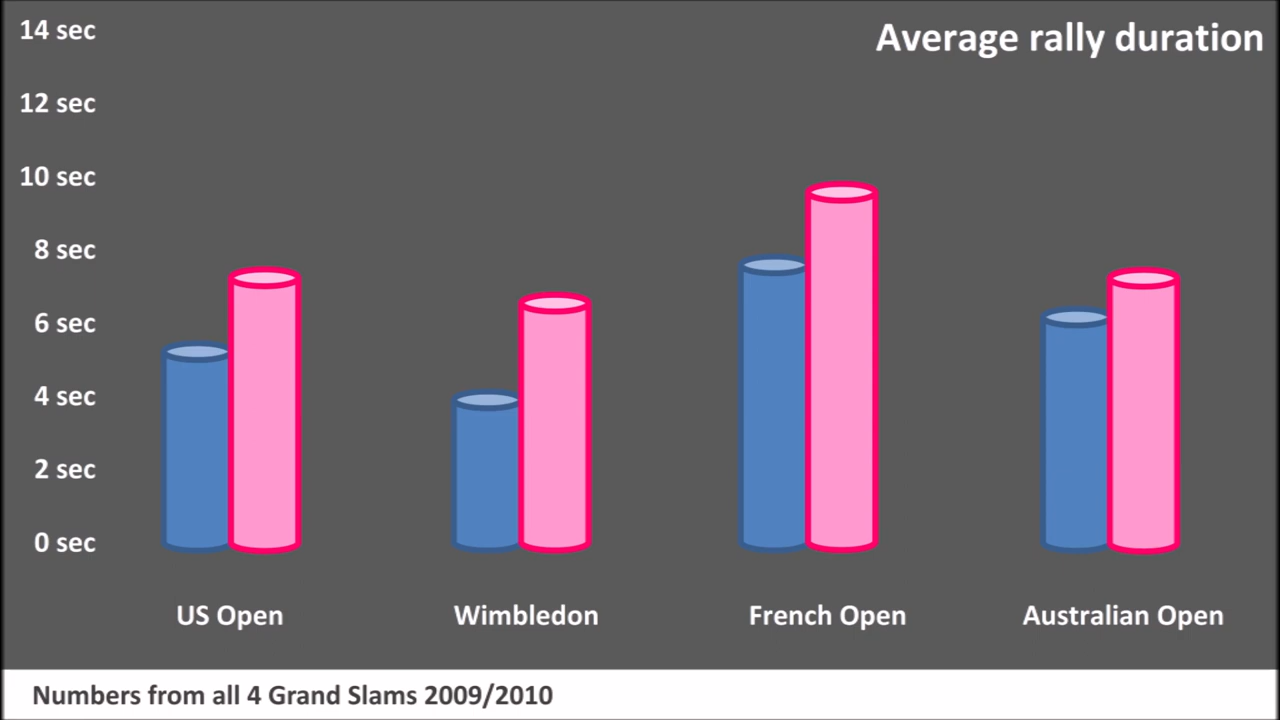 Average rally duration
14 sec
12 sec
10 sec
8 sec
6 sec
4 sec
2 sec
0 sec
US Open
Wimbledon
French Open
Australian Open
Numbers from all 4 Grand Slams 2009/2010